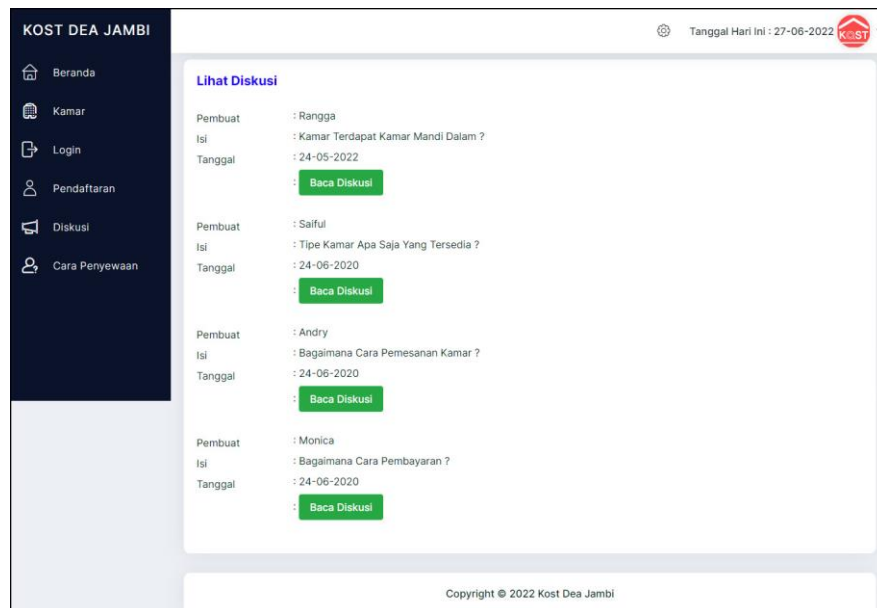 KOST DEA JAMBI
Tanggal Hari Ini : 27-06-2022
KOST
Beranda
Kamar
Login
Pendaftaran
Diskusi
Cara Penyewaan
Lihat Diskusi
Pembuat : Rangga
Isi : Kamar Terdapat Kamar Mandi Dalam ?
Tanggal : 24-05-2022
: Baca Diskusi
Pembuat : Saiful
Isi : Tipe Kamar Apa Saja Yang Tersedia ?
Tanggal : 24-06-2020
: Baca Diskusi
Pembuat : Andry
Isi : Bagaimana Cara Pemesanan Kamar ?
Tanggal : 24-06-2020
: Baca Diskusi
Pembuat : Monica
Isi : Bagaimana Cara Pembayaran ?
Tanggal : 24-06-2020
: Baca Diskusi
Copyright © 2022 Kost Dea Jambi